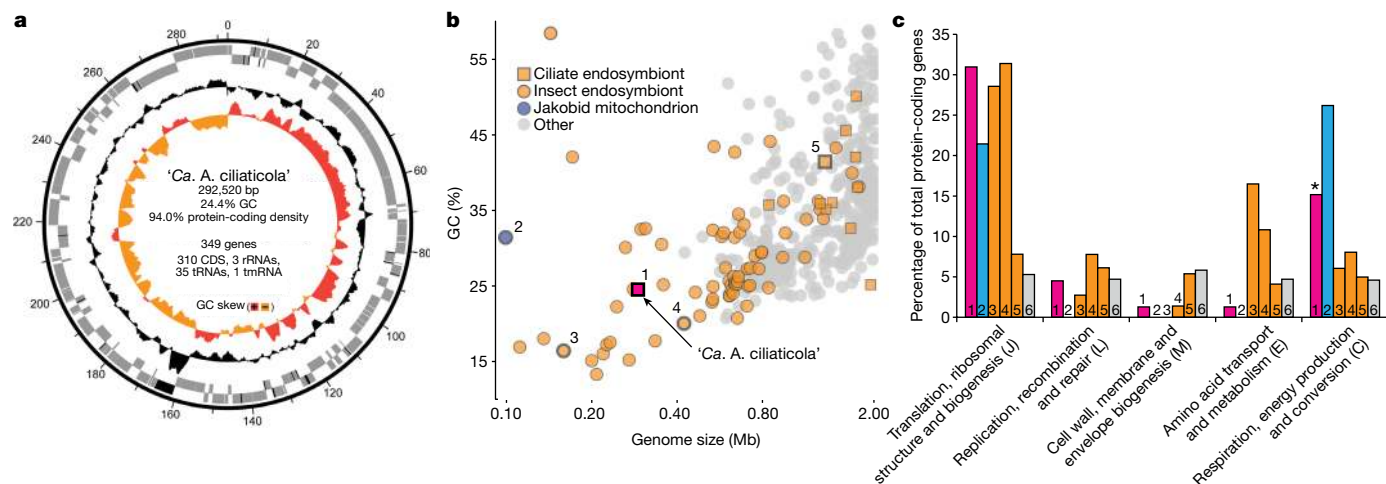 a
0
20
40
60
80
100
120
140
160
180
200
220
240
260
280
'Ca. A. ciliaticola'
292,520 bp
24.4% GC
94.0% protein-coding density
349 genes
310 CDS, 3 rRNAs,
35 tRNAs, 1 tmRNA
GC skew (+ −)
b
GC (%)
55
45
35
25
15
Ciliate endosymbiont
Insect endosymbiont
Jakobid mitochondrion
Other
5
2
1
4
3
'Ca. A. ciliaticola'
0.10 0.20 0.40 0.80 2.00
Genome size (Mb)
c
Percentage of total protein-coding genes
35
30
25
20
15
10
5
0
*
1 2 3 4 5 6
1 2 3 4 5 6
1 2 3 4 5 6
1 2 3 4 5 6
1 2 3 4 5 6
Translation, ribosomal
structure and biogenesis (J)
Replication, recombination
and repair (L)
Cell wall, membrane and
envelope biogenesis (M)
Amino acid transport
and metabolism (E)
Respiration, energy production
and conversion (C)